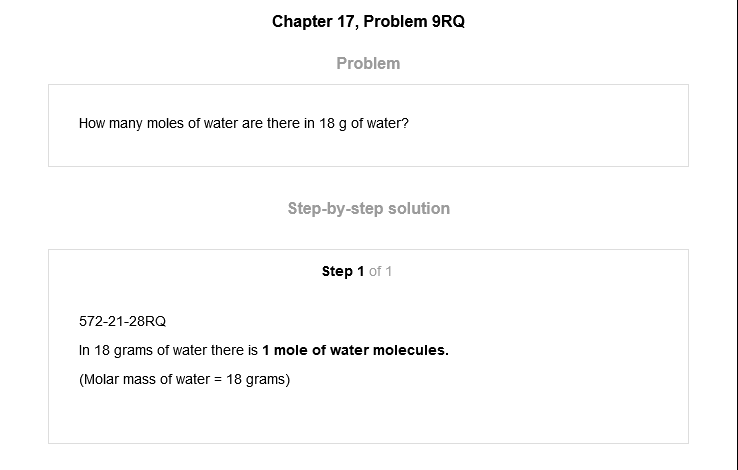 Chapter 17, Problem 9RQ
Problem
How many moles of water are there in 18 g of water?
Step-by-step solution
Step 1 of 1
572-21-28RQ
In 18 grams of water there is 1 mole of water molecules.
(Molar mass of water = 18 grams)